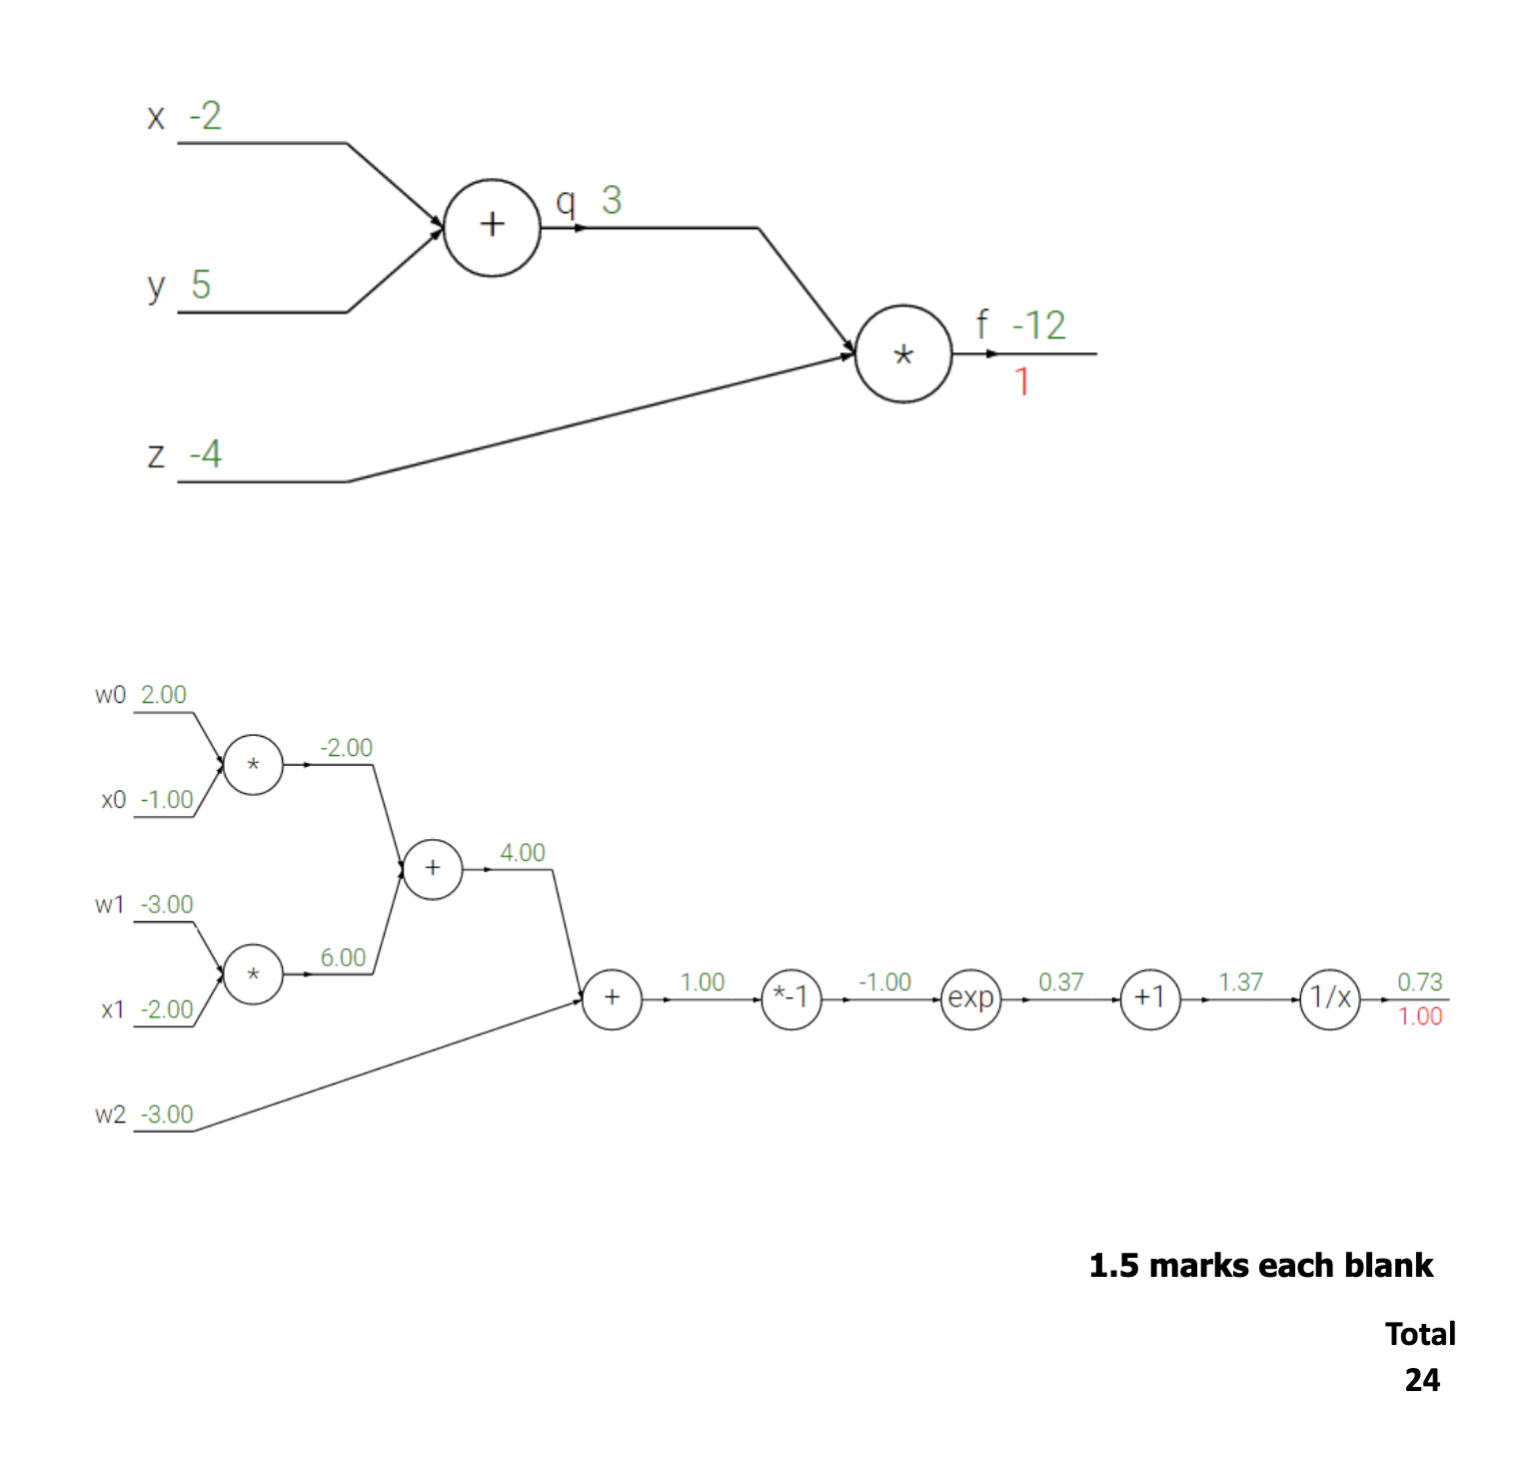 x -2
+
q 3
y 5
f -12
*
1
z -4
w0 2.00
-2.00
*
x0 -1.00
4.00
+
w1 -3.00
6.00
*
1.00
-1.00
0.37
1.37
0.73
+
*-1
exp
+1
1/x
x1 -2.00
1.00
w2 -3.00
1.5 marks each blank
Total
24